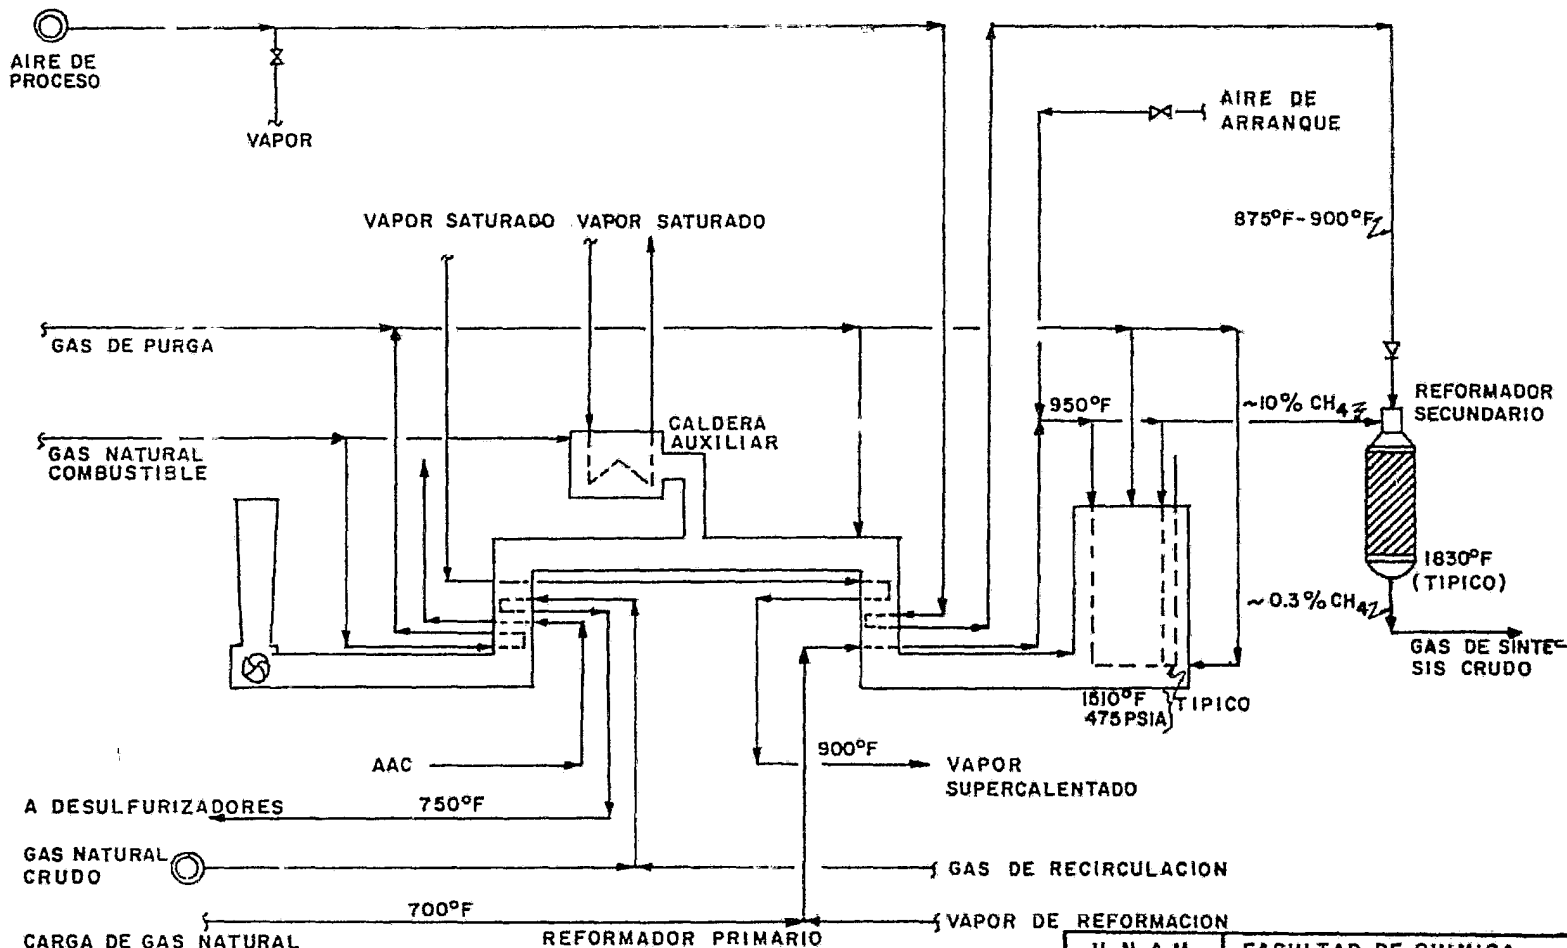 AIRE DE
PROCESO
VAPOR
AIRE DE
ARRANQUE
VAPOR SATURADO VAPOR SATURADO
875°F-900°F
GAS DE PURGA
GAS NATURAL
COMBUSTIBLE
CALDERA
AUXILIAR
950°F
~10% CH4
REFORMADOR
SECUNDARIO
1830°F
(TIPICO)
~0.3% CH4
GAS DE SINTE-
SIS CRUDO
1510°F
475 PSIA
TIPICO
AAC
900°F
VAPOR
SUPERCALENTADO
A DESULFURIZADORES
750°F
GAS NATURAL
CRUDO
GAS DE RECIRCULACION
700°F
VAPOR DE REFORMACION
CARGA DE GAS NATURAL
REFORMADOR PRIMARIO
U.N.A.M. FACULTAD DE QUIMICA